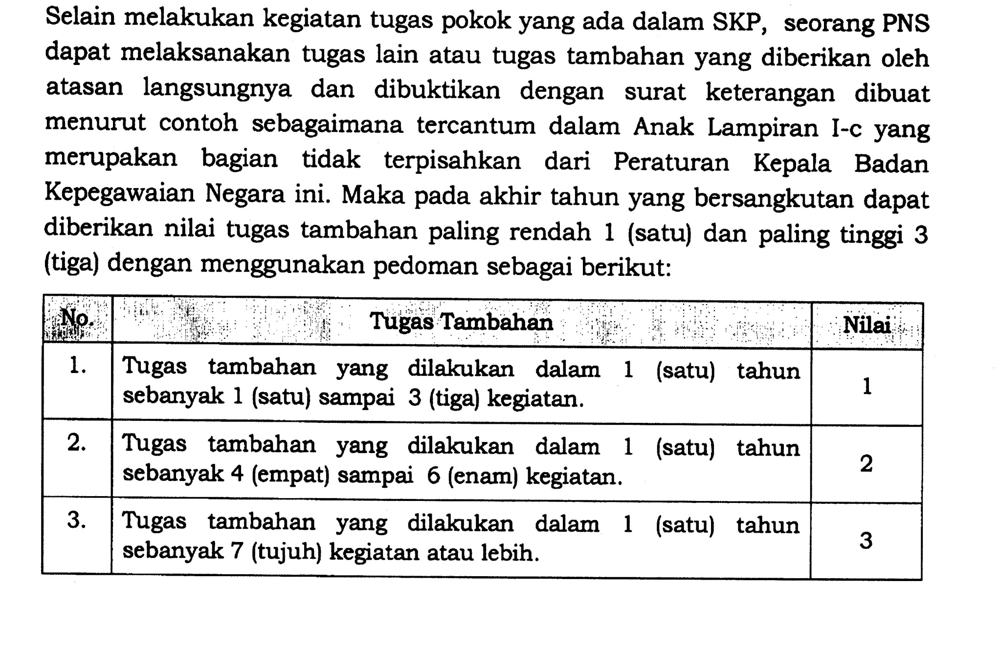 Selain melakukan kegiatan tugas pokok yang ada dalam SKP, seorang PNS
dapat melaksanakan tugas lain atau tugas tambahan yang diberikan oleh
atasan langsungnya dan dibuktikan dengan surat keterangan dibuat
menurut contoh sebagaimana tercantum dalam Anak Lampiran I-c yang
merupakan bagian tidak terpisahkan dari Peraturan Kepala Badan
Kepegawaian Negara ini. Maka pada akhir tahun yang bersangkutan dapat
diberikan nilai tugas tambahan paling rendah 1 (satu) dan paling tinggi 3
(tiga) dengan menggunakan pedoman sebagai berikut:
No. Tugas Tambahan Nilai
1. Tugas tambahan yang dilakukan dalam 1 (satu) tahun
sebanyak 1 (satu) sampai 3 (tiga) kegiatan.
1
2. Tugas tambahan yang dilakukan dalam 1 (satu) tahun
sebanyak 4 (empat) sampai 6 (enam) kegiatan.
2
3. Tugas tambahan yang dilakukan dalam 1 (satu) tahun
sebanyak 7 (tujuh) kegiatan atau lebih.
3